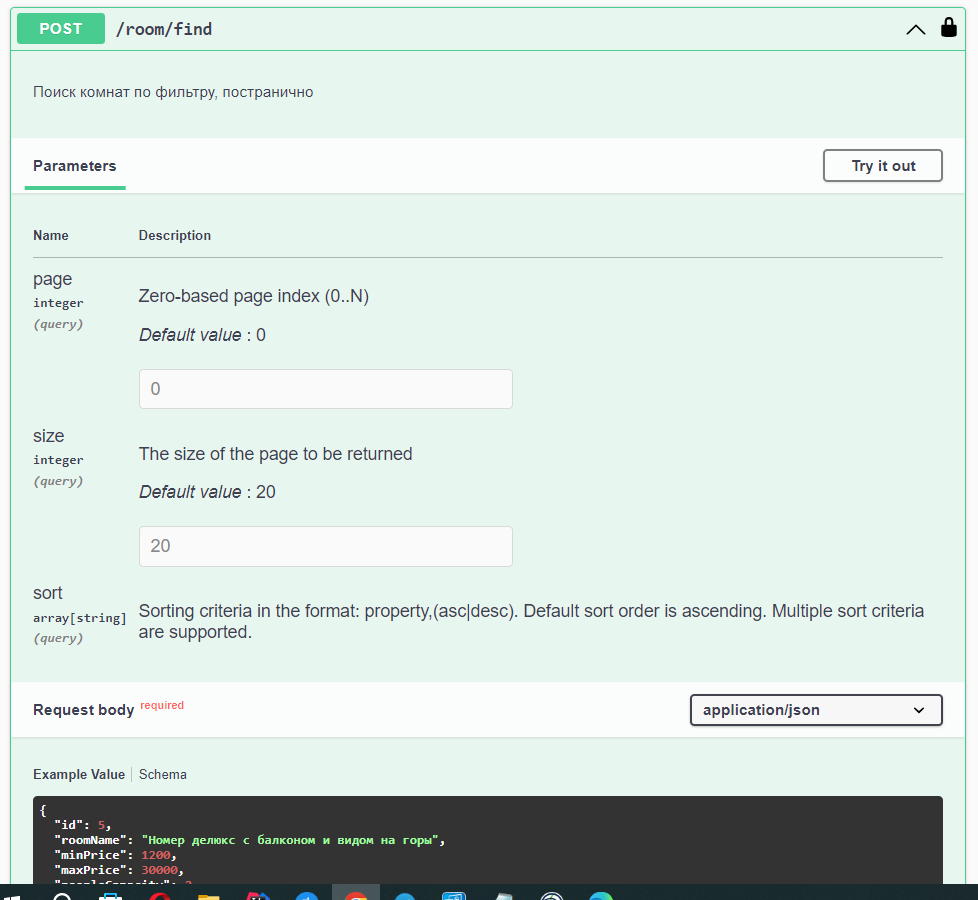 POST /room/find
Поиск комнат по фильтру, постранично
Parameters
Try it out
Name Description
page
integer
(query)
Zero-based page index (0..N)
Default value : 0
0
size
integer
(query)
The size of the page to be returned
Default value : 20
20
sort
array[string]
(query)
Sorting criteria in the format: property,(asc|desc). Default sort order is ascending. Multiple sort criteria
are supported.
Request body required
application/json
Example Value Schema
{
"id": 5,
"roomName": "Номер делюкс с балконом и видом на горы",
"minPrice": 1200,
"maxPrice": 30000,